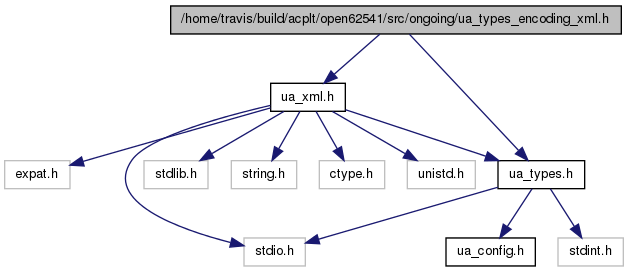 /home/travis/build/acplt/open62541/src/ongoing/ua_types_encoding_xml.h
ua_xml.h
expat.h
stdlib.h
string.h
ctype.h
unistd.h
ua_types.h
stdio.h
ua_config.h
stdint.h